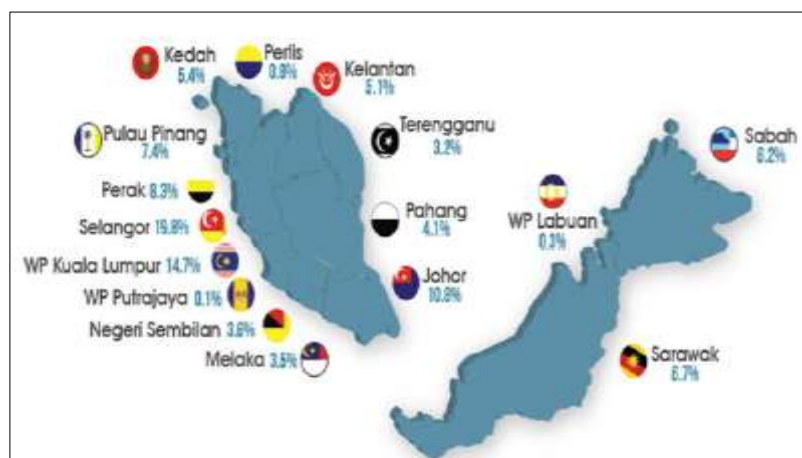 Kedah
5.4%
Perlis
0.8%
Kelantan
5.1%
Pulau Pinang
7.4%
Terengganu
3.2%
Sabah
6.2%
Perak 8.3%
Selangor 19.8%
Pahang
4.1%
WP Labuan
0.3%
WP Kuala Lumpur 14.7%
WP Putrajaya 0.1%
Johor
10.8%
Negeri Sembilan 3.6%
Melaka 3.5%
Sarawak
6.7%